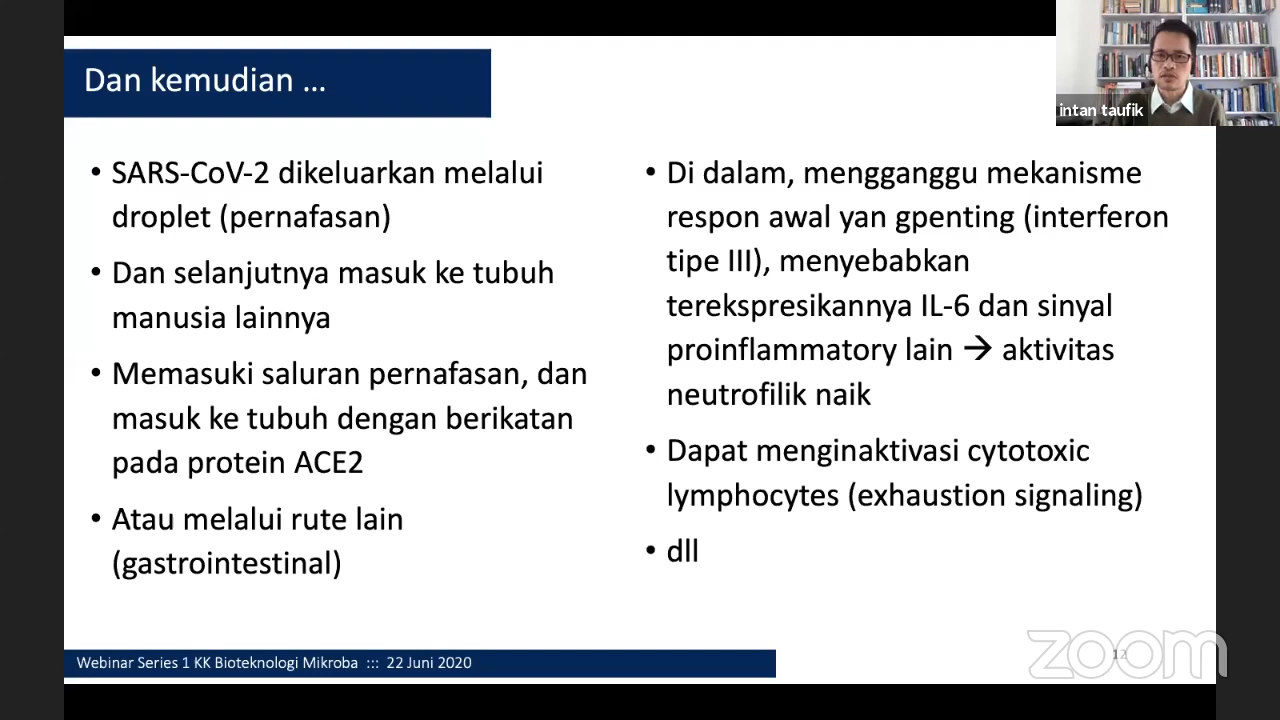 Dan kemudian ...
• SARS-CoV-2 dikeluarkan melalui
droplet (pernafasan)
• Dan selanjutnya masuk ke tubuh
manusia lainnya
• Memasuki saluran pernafasan, dan
masuk ke tubuh dengan berikatan
pada protein ACE2
• Atau melalui rute lain
(gastrointestinal)
• Di dalam, mengganggu mekanisme
respon awal yan gpenting (interferon
tipe III), menyebabkan
terekspresikannya IL-6 dan sinyal
proinflammatory lain → aktivitas
neutrofilik naik
• Dapat menginaktivasi cytotoxic
lymphocytes (exhaustion signaling)
• dll
intan taufik
Webinar Series 1 KK Bioteknologi Mikroba ::: 22 Juni 2020
12
zoom